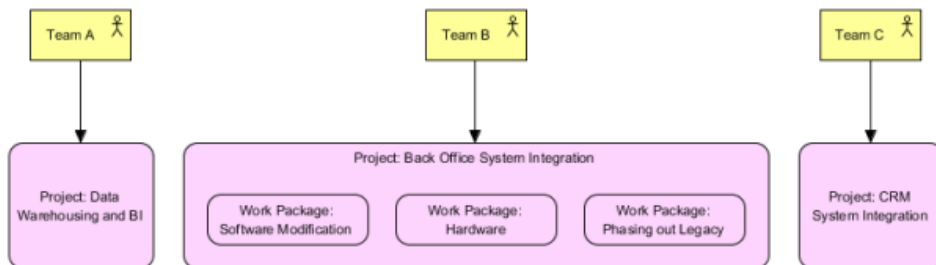 Team A
Team B
Team C
Project: Data
Warehousing and BI
Project: Back Office System Integration
Work Package:
Software Modification
Work Package:
Hardware
Work Package:
Phasing out Legacy
Project: CRM
System Integration